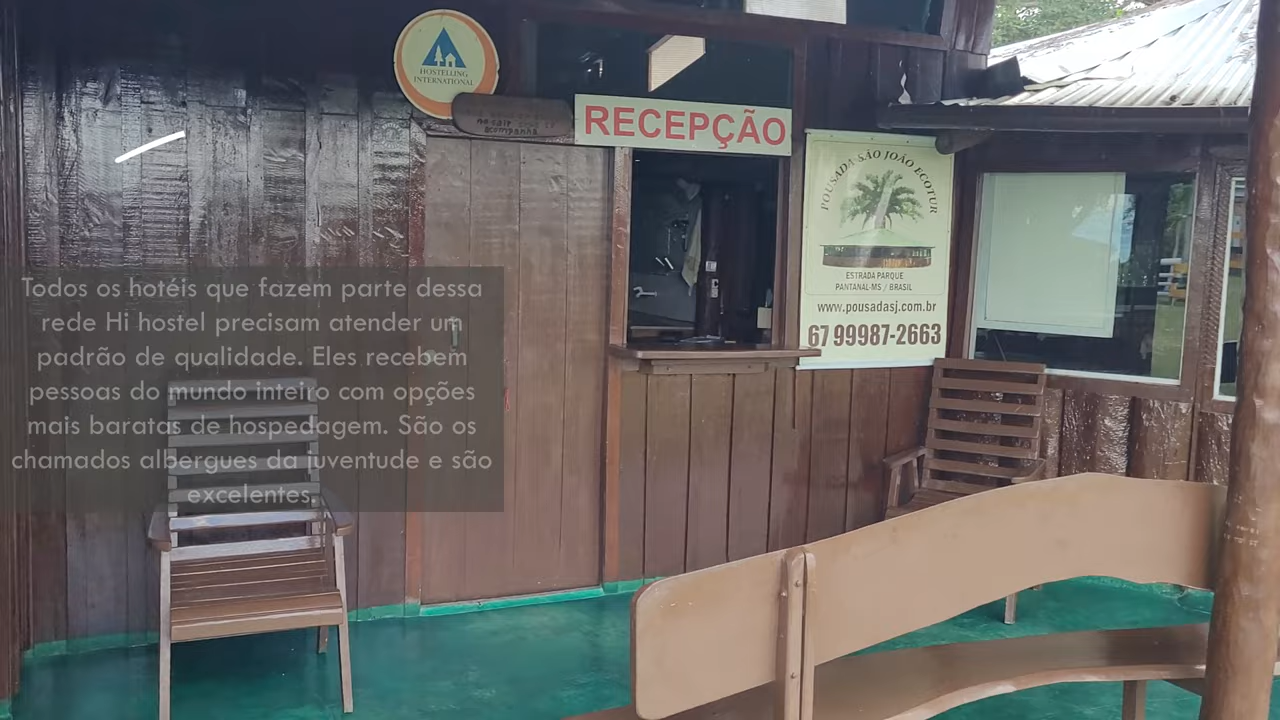 HOSTELLING
INTERNATIONAL
acompanha
RECEPÇÃO
POUSADA SÃO JOÃO ECOTUR
ESTRADA PARQUE
PANTANAL-MS / BRASIL
www.pousadasj.com.br
67 99987-2663
Todos os hotéis que fazem parte dessa
rede Hi hostel precisam atender um
padrão de qualidade. Eles recebem
pessoas do mundo inteiro com opções
mais baratas de hospedagem. São os
chamados albergues da juventude e são
excelentes.